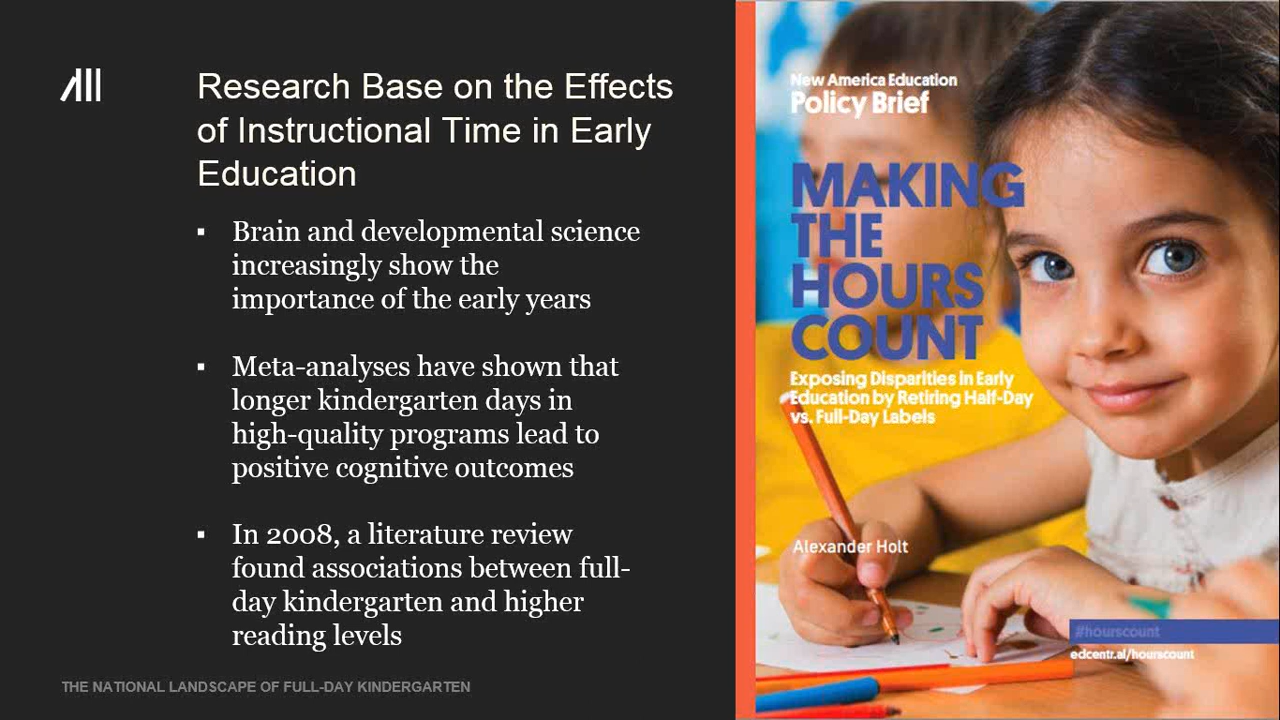 Research Base on the Effects
of Instructional Time in Early
Education
▪ Brain and developmental science
increasingly show the
importance of the early years
▪ Meta-analyses have shown that
longer kindergarten days in
high-quality programs lead to
positive cognitive outcomes
▪ In 2008, a literature review
found associations between full-
day kindergarten and higher
reading levels
THE NATIONAL LANDSCAPE OF FULL-DAY KINDERGARTEN
New America Education
Policy Brief
MAKING
THE
HOURS
COUNT
Exposing Disparities in Early
Education by Retiring Half-Day
vs. Full-Day Labels
Alexander Holt
#hourscount
edcentr.al/hourscount